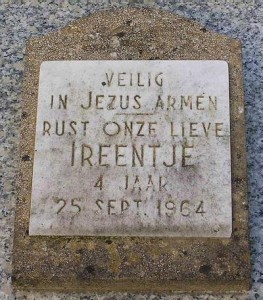 VEILIG
IN JEZUS ARMEN
RUST ONZE LIEVE
IREENTJE
4 JAAR
25 SEPT. 1964